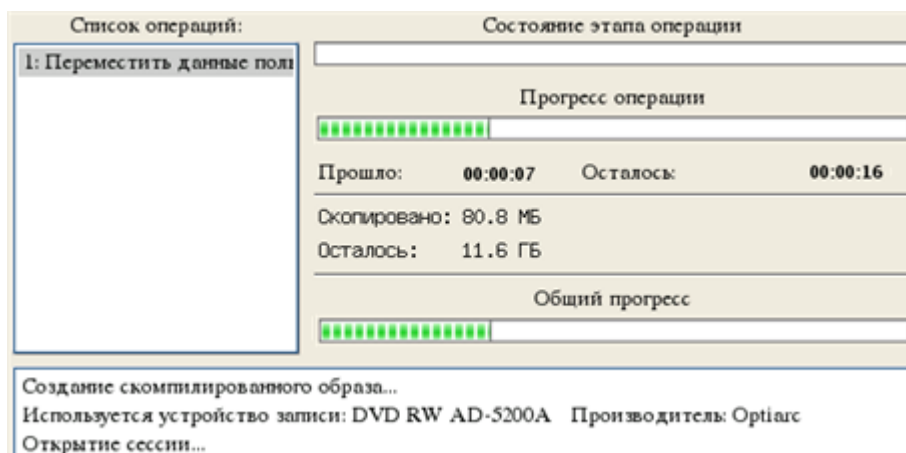 Список операций:
Состояние этапа операции
1: Переместить данные поль
Прогресс операции
Прошло: 00:00:07 Осталось: 00:00:16
Скопировано: 80.8 МБ
Осталось: 11.6 ГБ
Общий прогресс
Создание скомпилированного образа...
Используется устройство записи: DVD RW AD-5200A Производитель: Optiarc
Открытие сессии...